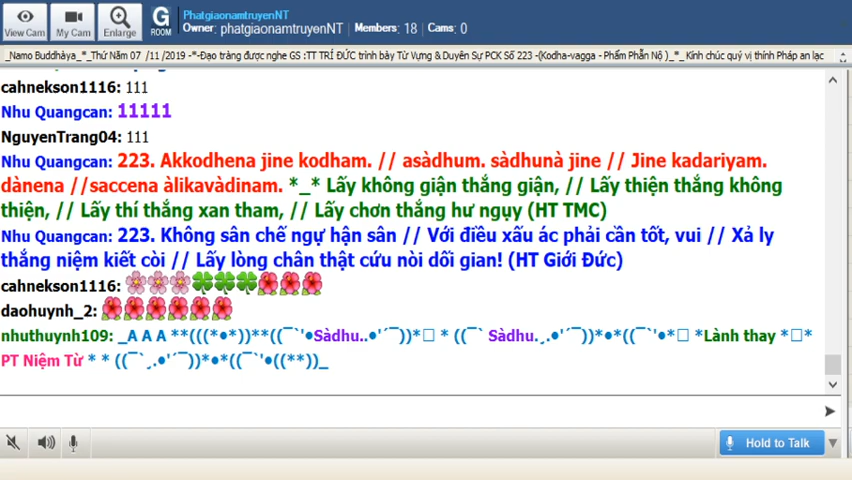 View Cam
My Cam
Enlarge
G
ROOM
PhatgiaonamtruyenNT
Owner: phatgiaonamtruyenNT Members: 18 Cams: 0
_Namo Buddhàya_*_Thứ Năm 07 /11 /2019 -*-Đạo tràng được nghe GS :TT TRÍ ĐỨC trình bày Từ Vựng & Duyên Sự PCK Số 223 -(Kodha-vagga - Phẩm Phẫn Nộ )_*_ Kính chúc quý vị thính Pháp an lạc
cahnekson1116: 111
Nhu Quangcan: 11111
NguyenTrang04: 111
Nhu Quangcan: 223. Akkodhena jine kodham. // asàdhum. sàdhunà jine // Jine kadariyam.
dànena //saccena àlikavàdinam. *_* Lấy không giận thắng giận, // Lấy thiện thắng không
thiện, // Lấy thí thắng xan tham, // Lấy chơn thắng hư ngụy (HT TMC)
Nhu Quangcan: 223. Không sân chế ngự hận sân // Với điều xấu ác phải cần tốt, vui // Xả ly
thắng niệm kiết còi // Lấy lòng chân thật cứu nòi dối gian! (HT Giới Đức)
cahnekson1116:
daohuynh_2:
nhuthuynh109: _A A A **(((*•*))**((¯`'•Sàdhu..•'´¯))*□ * ((¯` Sàdhu.¸.•'´¯))*•*((¯`'•*□ *Lành thay *□*
PT Niệm Từ * * ((¯`¸.•'´¯))*•*((¯`'•((**))_
Hold to Talk